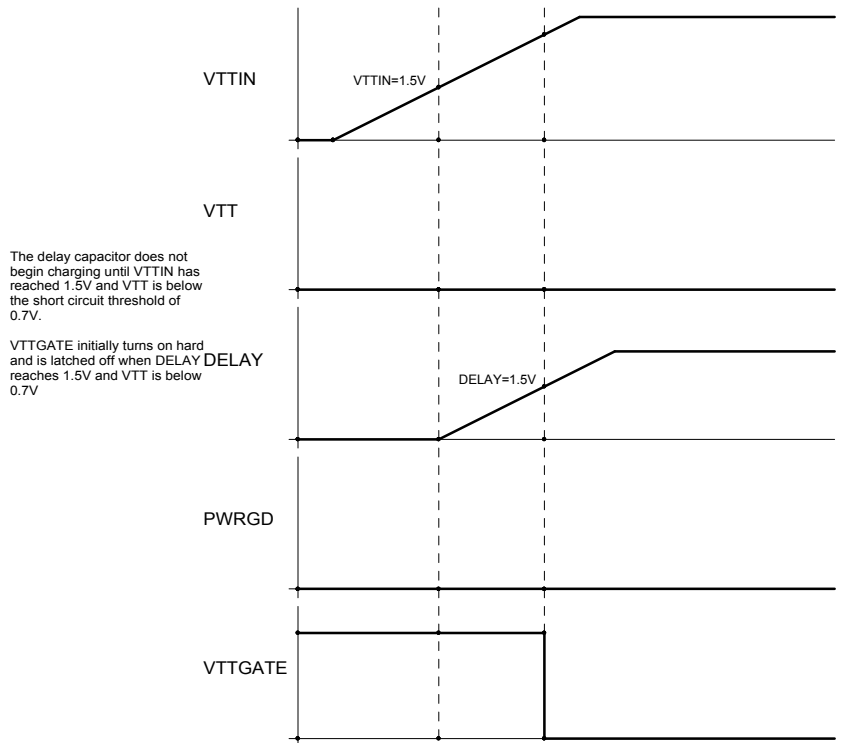 VTTIN
VTTIN=1.5V
VTT
The delay capacitor does not
begin charging until VTTIN has
reached 1.5V and VTT is below
the short circuit threshold of
0.7V.
VTTGATE initially turns on hard
and is latched off when DELAY
reaches 1.5V and VTT is below
0.7V
DELAY
DELAY=1.5V
PWRGD
VTTGATE